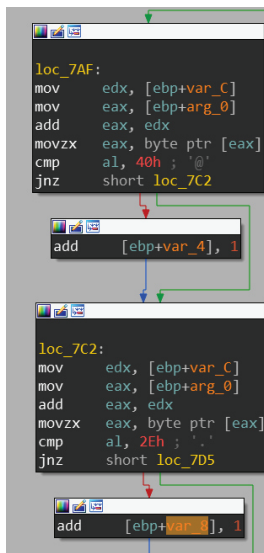 loc_7AF:
mov edx, [ebp+var_C]
mov eax, [ebp+arg_0]
add eax, edx
movzx eax, byte ptr [eax]
cmp al, 40h ; '@'
jnz short loc_7C2
add [ebp+var_4], 1
loc_7C2:
mov edx, [ebp+var_C]
mov eax, [ebp+arg_0]
add eax, edx
movzx eax, byte ptr [eax]
cmp al, 2Eh ; '.'
jnz short loc_7D5
add [ebp+var_8], 1